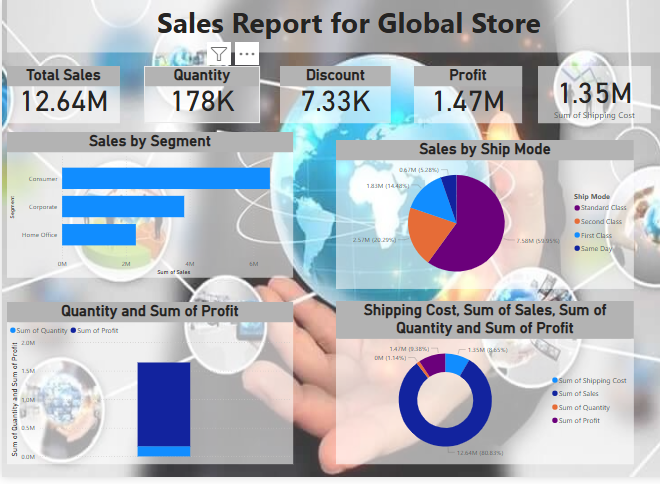 Sales Report for Global Store
Total Sales
12.64M
Quantity
178K
Discount
7.33K
Profit
1.47M
1.35M
Sum of Shipping Cost
Sales by Segment
Segment
Consumer
Corporate
Home Office
0M 2M 4M 6M
Sum of Sales
Sales by Ship Mode
0.67M (5.28%)
1.83M (14.48%)
2.57M (20.29%)
7.58M (59.95%)
Ship Mode
Standard Class
Second Class
First Class
Same Day
Quantity and Sum of Profit
Sum of Quantity Sum of Profit
Sum of Quantity and Sum of Profit
2.0M
1.5M
1.0M
0.5M
0.0M
Shipping Cost, Sum of Sales, Sum of
Quantity and Sum of Profit
1.47M (9.38%)
0M (1.14%)
1.35M (8.65%)
12.64M (80.83%)
Sum of Shipping Cost
Sum of Sales
Sum of Quantity
Sum of Profit